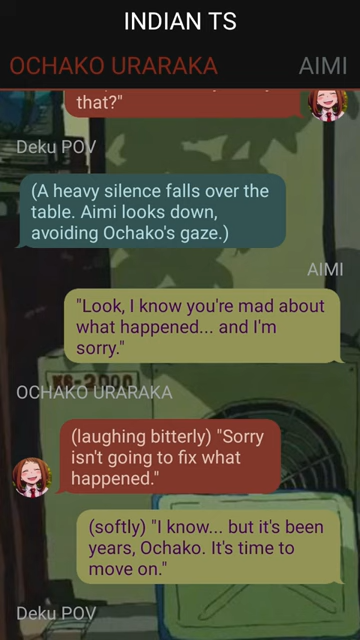 INDIAN TS
OCHAKO URARAKA AIMI
that?"
Deku POV
(A heavy silence falls over the
table. Aimi looks down,
avoiding Ochako's gaze.)
AIMI
"Look, I know you're mad about
what happened... and I'm
sorry."
OCHAKO URARAKA
(laughing bitterly) "Sorry
isn't going to fix what
happened."
(softly) "I know... but it's been
years, Ochako. It's time to
move on."
Deku POV